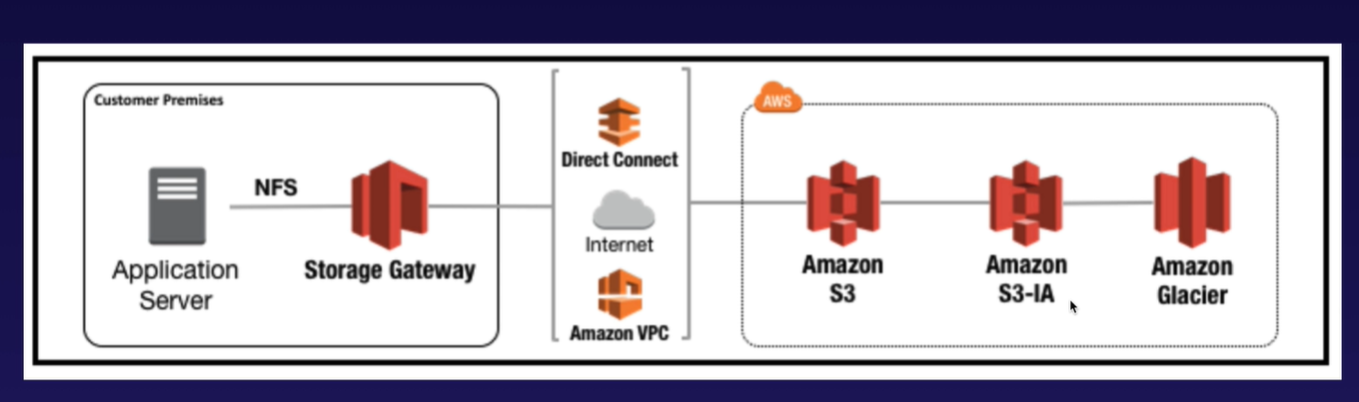 Customer Premises
NFS
Application
Server
Storage Gateway
Direct Connect
Internet
Amazon VPC
AWS
Amazon
S3
Amazon
S3-IA
Amazon
Glacier